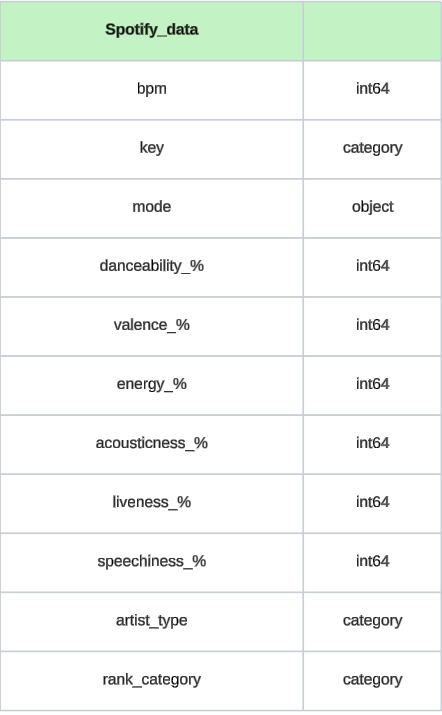 Spotify_data
bpm int64
key category
mode object
danceability_% int64
valence_% int64
energy_% int64
acousticness_% int64
liveness_% int64
speechiness_% int64
artist_type category
rank_category category